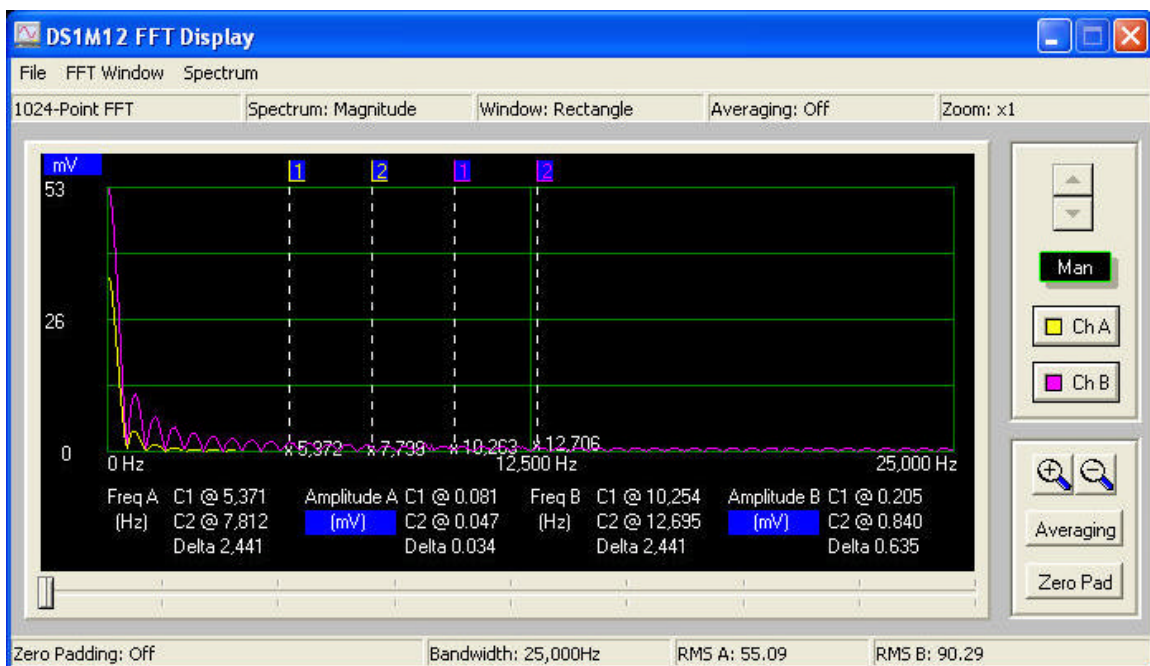 DS1M12 FFT Display
File FFT Window Spectrum
1024-Point FFT Spectrum: Magnitude Window: Rectangle Averaging: Off Zoom: x1
mV
1 2 1 2
53
Man
26
Ch A
Ch B
x 5,372 x 7,739 x 10,263 x 12,706
0
0 Hz 12,500 Hz 25,000 Hz
Freq A C1 @ 5,371 Amplitude A C1 @ 0.081 Freq B C1 @ 10,254 Amplitude B C1 @ 0.205
(Hz) C2 @ 7,812 (mV) C2 @ 0.047 (Hz) C2 @ 12,695 (mV) C2 @ 0.840
Delta 2,441 Delta 0.034 Delta 2,441 Delta 0.635
Averaging
Zero Pad
Zero Padding: Off Bandwidth: 25,000Hz RMS A: 55.09 RMS B: 90.29